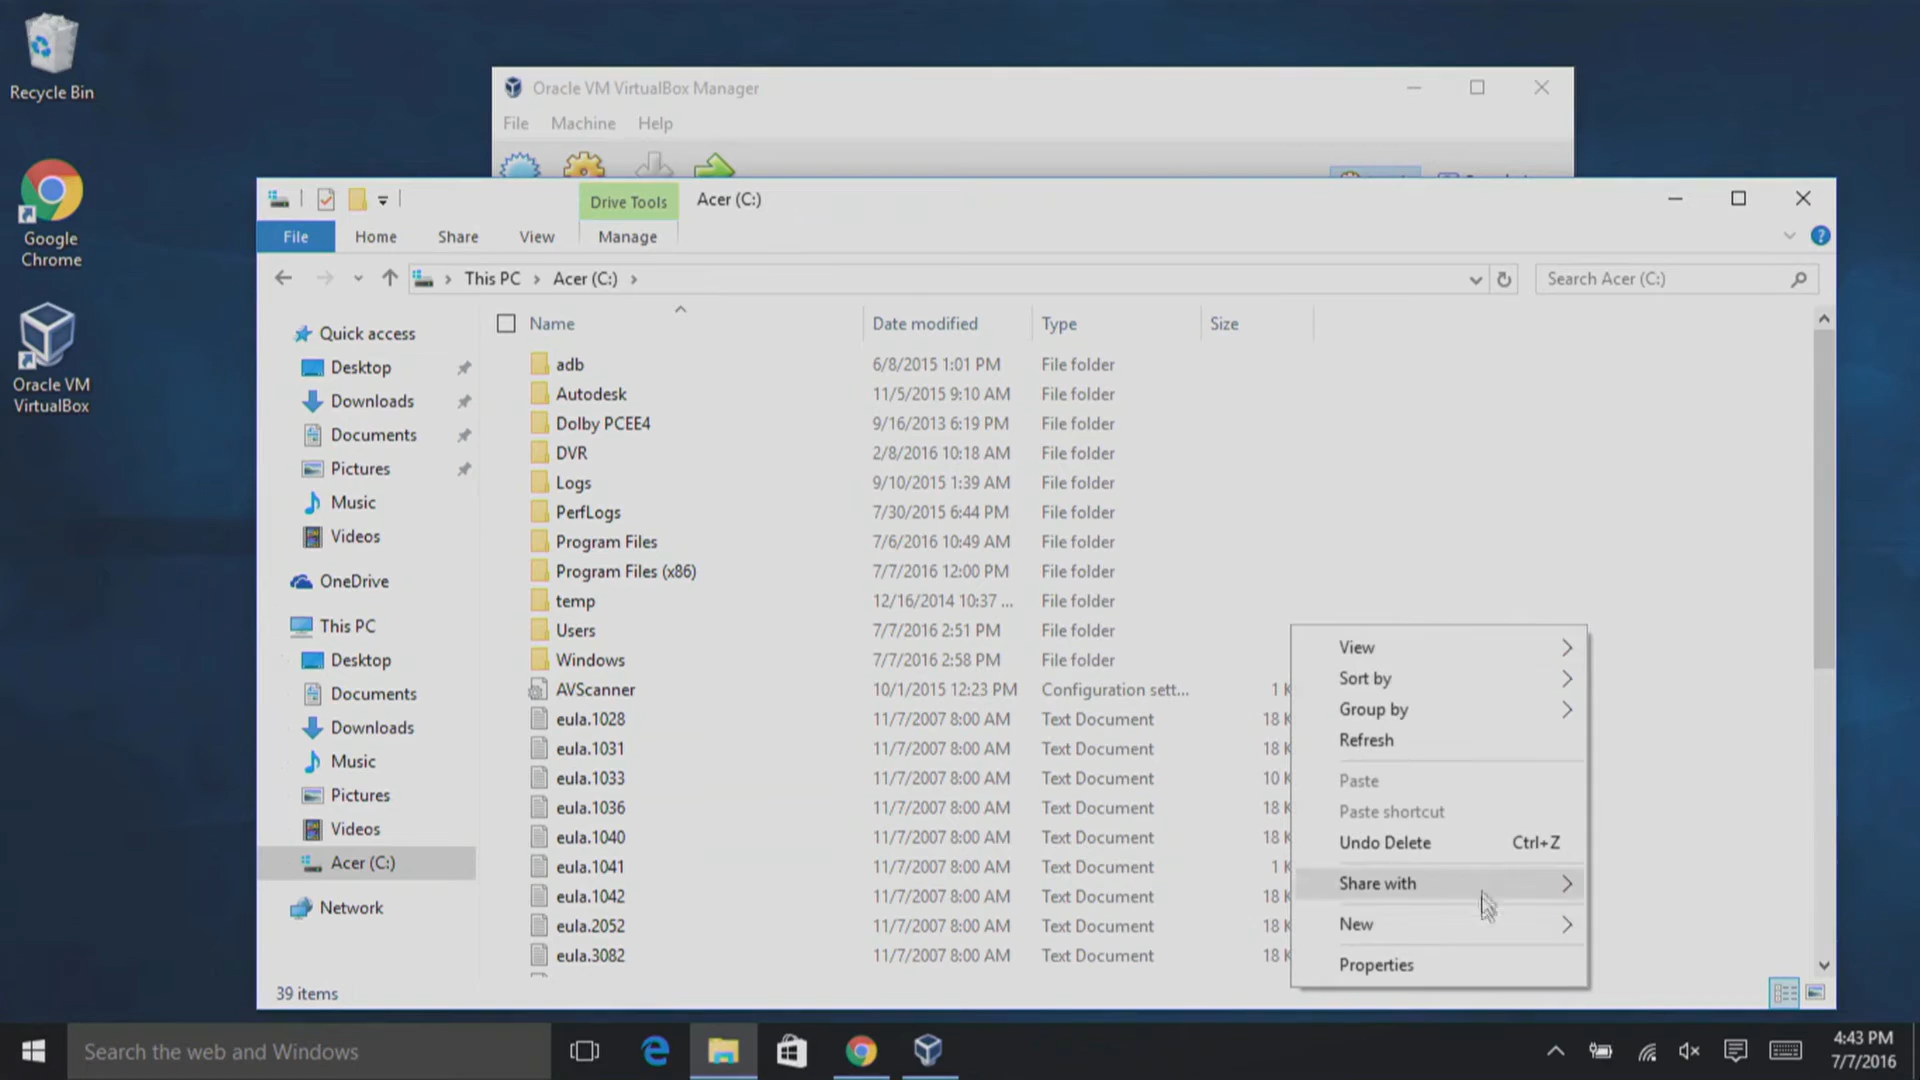 Recycle Bin
Google
Chrome
Oracle VM
VirtualBox
Oracle VM VirtualBox Manager
File Machine Help
Drive Tools Acer (C:)
File Home Share View Manage
This PC Acer (C:)
Search Acer (C:)
Quick access
Desktop
Downloads
Documents
Pictures
Music
Videos
OneDrive
This PC
Desktop
Documents
Downloads
Music
Pictures
Videos
Acer (C:)
Network
Name Date modified Type Size
adb 6/8/2015 1:01 PM File folder
Autodesk 11/5/2015 9:10 AM File folder
Dolby PCEE4 9/16/2013 6:19 PM File folder
DVR 2/8/2016 10:18 AM File folder
Logs 9/10/2015 1:39 AM File folder
PerfLogs 7/30/2015 6:44 PM File folder
Program Files 7/6/2016 10:49 AM File folder
Program Files (x86) 7/7/2016 12:00 PM File folder
temp 12/16/2014 10:37 ... File folder
Users 7/7/2016 2:51 PM File folder
Windows 7/7/2016 2:58 PM File folder
AVScanner 10/1/2015 12:23 PM Configuration sett... 1 K
eula.1028 11/7/2007 8:00 AM Text Document 18 K
eula.1031 11/7/2007 8:00 AM Text Document 18 K
eula.1033 11/7/2007 8:00 AM Text Document 10 K
eula.1036 11/7/2007 8:00 AM Text Document 18 K
eula.1040 11/7/2007 8:00 AM Text Document 18 K
eula.1041 11/7/2007 8:00 AM Text Document 1 K
eula.1042 11/7/2007 8:00 AM Text Document 18 K
eula.2052 11/7/2007 8:00 AM Text Document 18 K
eula.3082 11/7/2007 8:00 AM Text Document 18 K
View
Sort by
Group by
Refresh
Paste
Paste shortcut
Undo Delete Ctrl+Z
Share with
New
Properties
39 items
Search the web and Windows
4:43 PM
7/7/2016